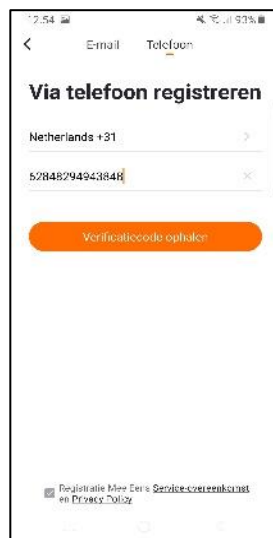 12.54
93%
E-mail Telefoon
Via telefoon registreren
Netherlands +31
52848294943848
Verificatiecode ophalen
Registratie Mee Eens Service-overeenkomst
en Privacy Policy